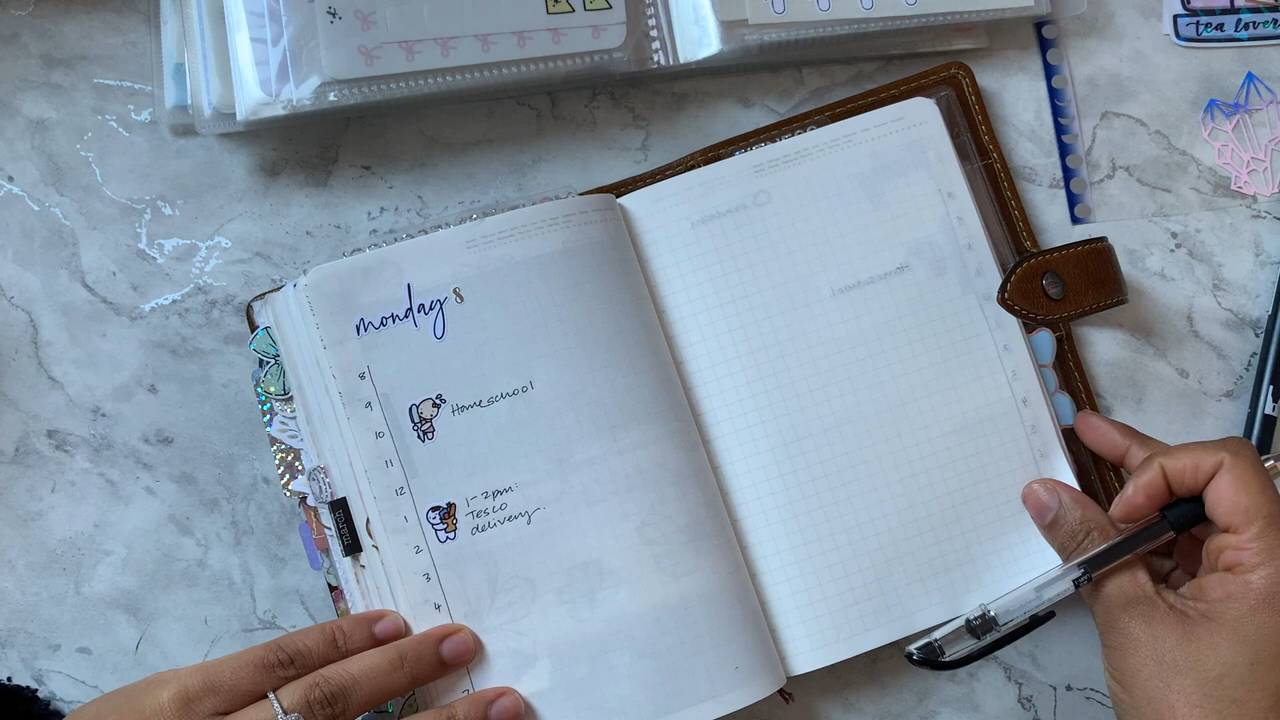 tea lover
monday 8
8
9
Homeschool
10
11
12
1-2pm:
1
Tesco
delivery.
2
3
4
march